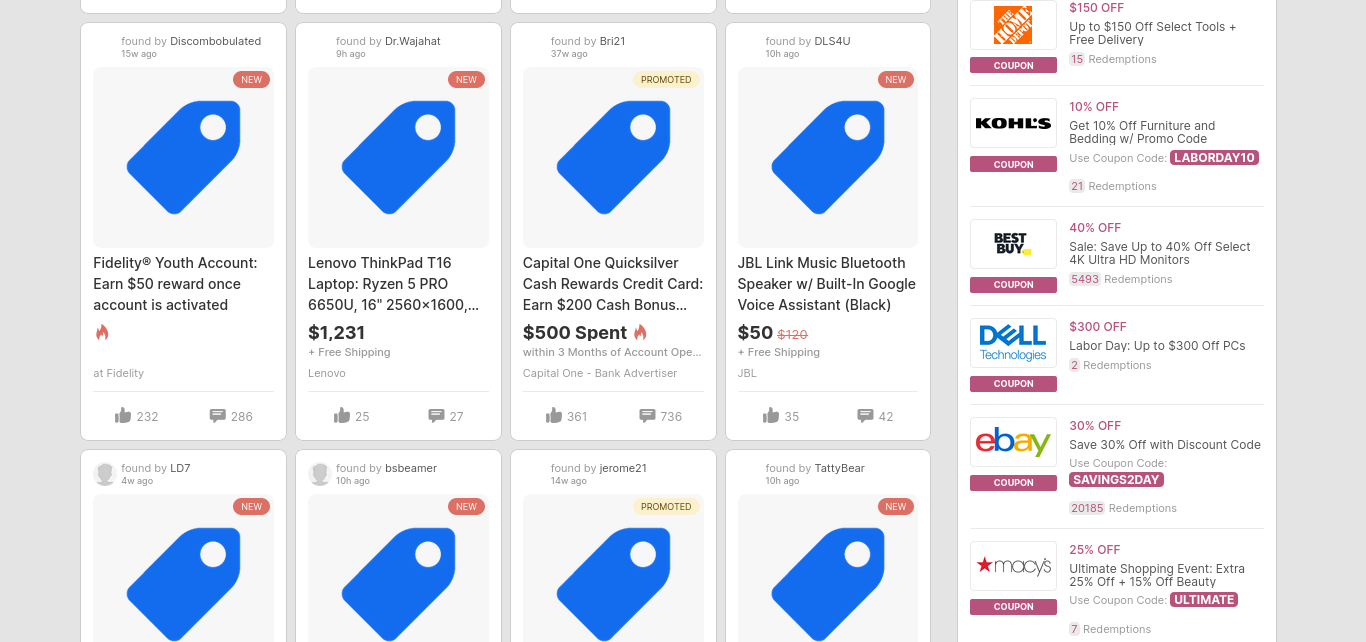 found by Discombobulated
15w ago
NEW
Fidelity® Youth Account:
Earn $50 reward once
account is activated
at Fidelity
232
286
found by Dr.Wajahat
9h ago
NEW
Lenovo ThinkPad T16
Laptop: Ryzen 5 PRO
6650U, 16" 2560x1600,...
$1,231
+ Free Shipping
Lenovo
25
27
found by Bri21
37w ago
PROMOTED
Capital One Quicksilver
Cash Rewards Credit Card:
Earn $200 Cash Bonus...
$500 Spent
within 3 Months of Account Ope...
Capital One - Bank Advertiser
361
736
found by DLS4U
10h ago
NEW
JBL Link Music Bluetooth
Speaker w/ Built-In Google
Voice Assistant (Black)
$50 $120
+ Free Shipping
JBL
35
42
found by LD7
4w ago
NEW
found by bsbeamer
10h ago
NEW
found by jerome21
14w ago
PROMOTED
found by TattyBear
10h ago
NEW
THE HOME DEPOT
COUPON
$150 OFF
Up to $150 Off Select Tools +
Free Delivery
15 Redemptions
KOHL'S
COUPON
10% OFF
Get 10% Off Furniture and
Bedding w/ Promo Code
Use Coupon Code: LABORDAY10
21 Redemptions
BEST BUY
COUPON
40% OFF
Sale: Save Up to 40% Off Select
4K Ultra HD Monitors
5493 Redemptions
DELL
Technologies
COUPON
$300 OFF
Labor Day: Up to $300 Off PCs
2 Redemptions
ebay
COUPON
30% OFF
Save 30% Off with Discount Code
Use Coupon Code:
SAVINGS2DAY
20185 Redemptions
macy's
COUPON
25% OFF
Ultimate Shopping Event: Extra
25% Off + 15% Off Beauty
Use Coupon Code: ULTIMATE
7 Redemptions